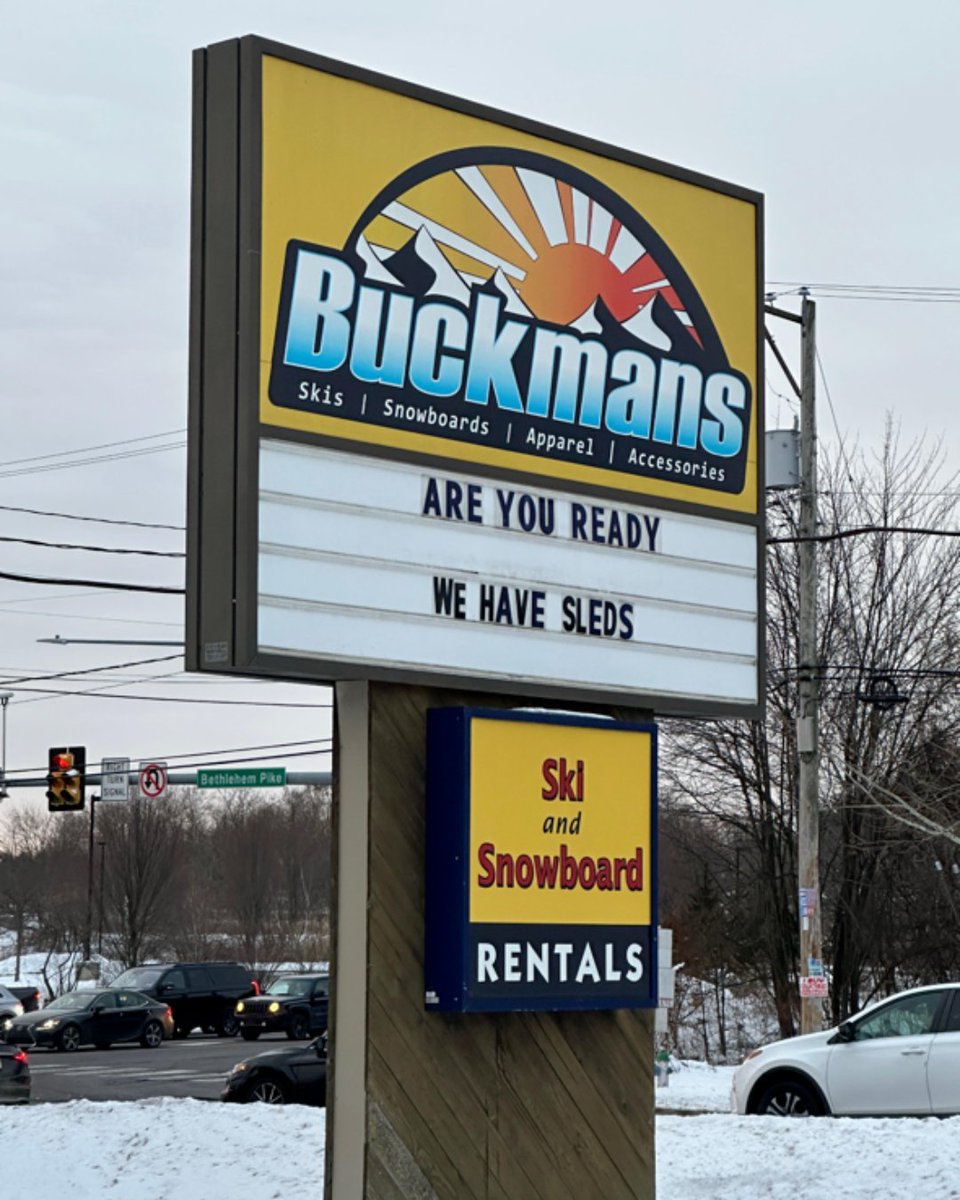 Buckmans
Skis | Snowboards | Apparel | Accessories
ARE YOU READY
WE HAVE SLEDS
Ski
and
Snowboard
RENTALS
RIGHT
TURN
SIGNAL
Bethlehem Pike